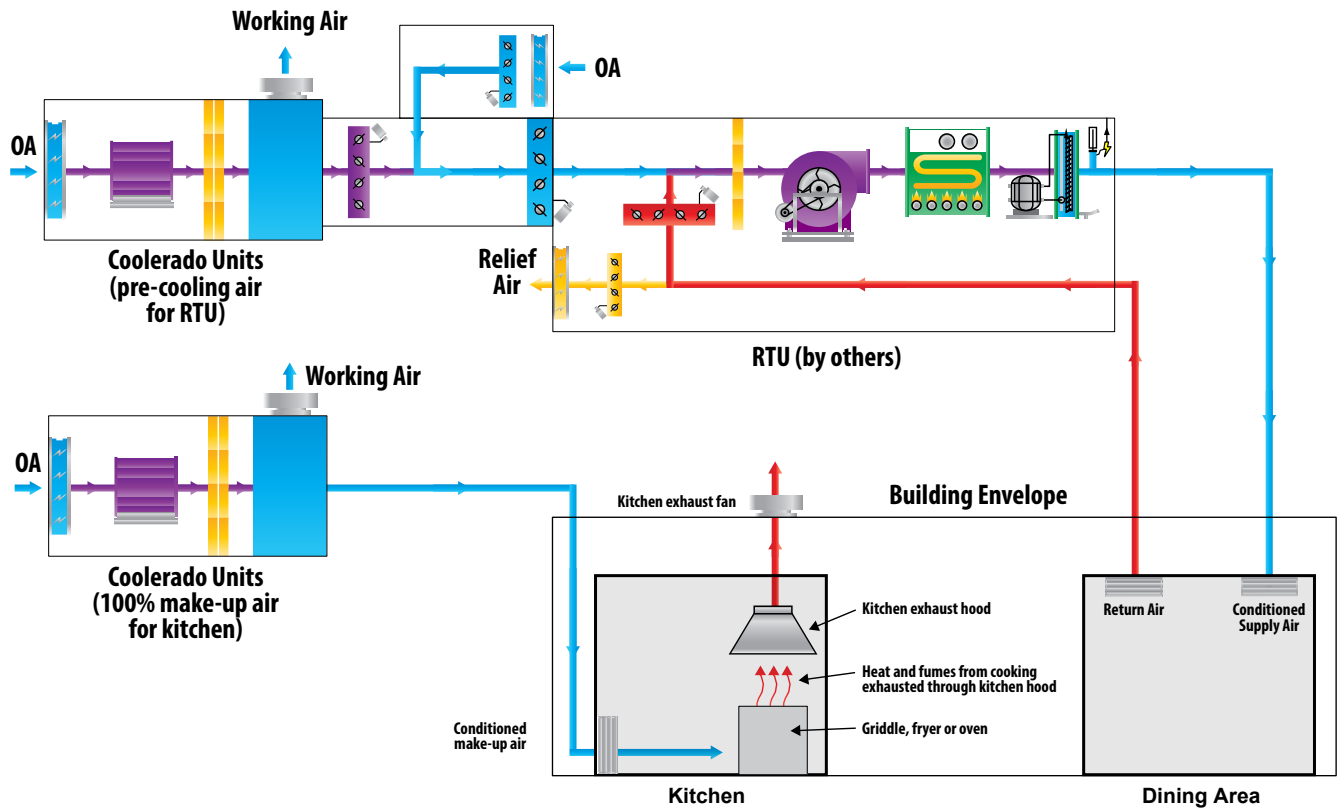 Working Air
OA
OA
Coolerado Units
(pre-cooling air
for RTU)
Relief
Air
RTU (by others)
Working Air
OA
Coolerado Units
(100% make-up air
for kitchen)
Kitchen exhaust fan
Building Envelope
Kitchen exhaust hood
Return Air
Conditioned
Supply Air
Heat and fumes from cooking
exhausted through kitchen hood
Conditioned
make-up air
Griddle, fryer or oven
Kitchen
Dining Area